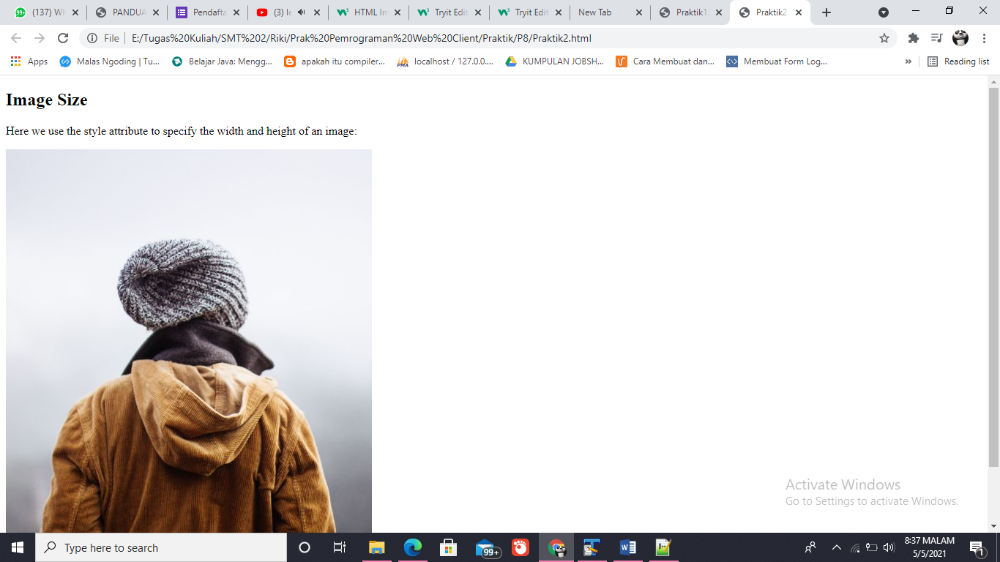 (137) Wh
PANDUA
Pendafta
(3) le
HTML Im
Tryit Edit
Tryit Edit
New Tab
Praktik1.
Praktik2.
File
E:/Tugas%20Kuliah/SMT%202/Riki/Prak%20Pemrograman%20Web%20Client/Praktik/P8/Praktik2.html
Apps
Malas Ngoding | Tu...
Belajar Java: Mengg...
apakah itu compiler...
localhost / 127.0.0....
KUMPULAN JOBSH...
Cara Membuat dan...
Membuat Form Log...
»
Reading list
Image Size
Here we use the style attribute to specify the width and height of an image:
Activate Windows
Go to Settings to activate Windows.
Type here to search
99+
8:37 MALAM
5/5/2021
1